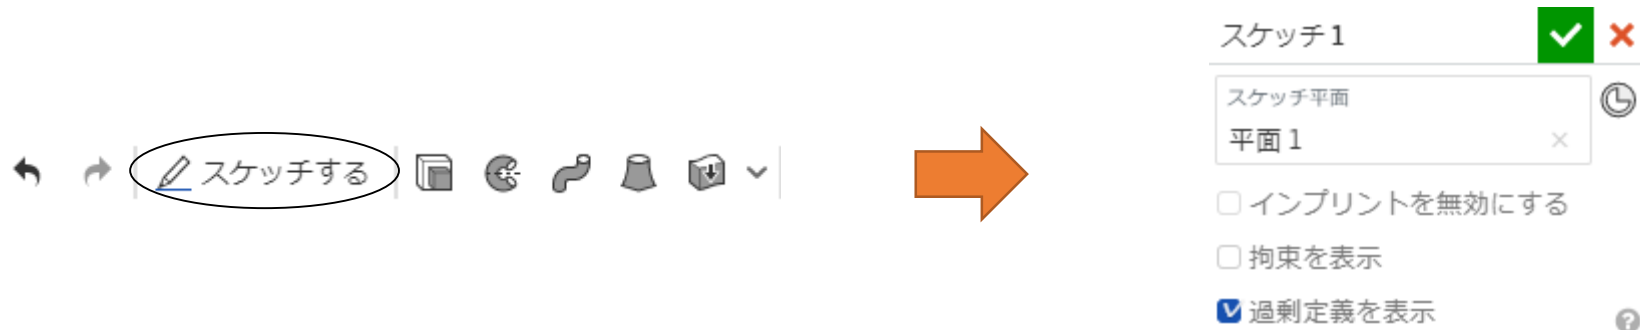 スケッチする
スケッチ 1
スケッチ平面
平面 1
インプリントを無効にする
拘束を表示
過剰定義を表示